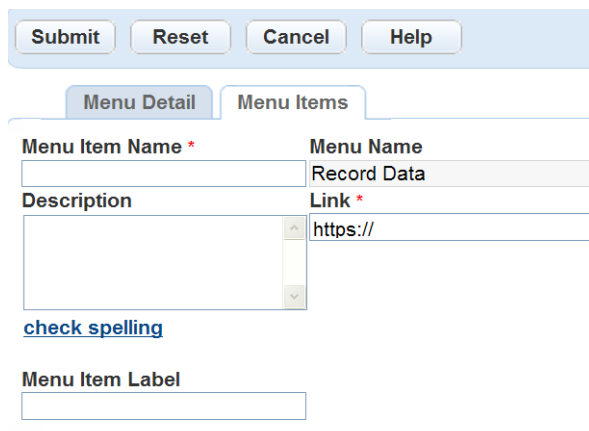 Submit Reset Cancel Help
Menu Detail Menu Items
Menu Item Name * Menu Name
Record Data
Description Link *
https://
check spelling
Menu Item Label